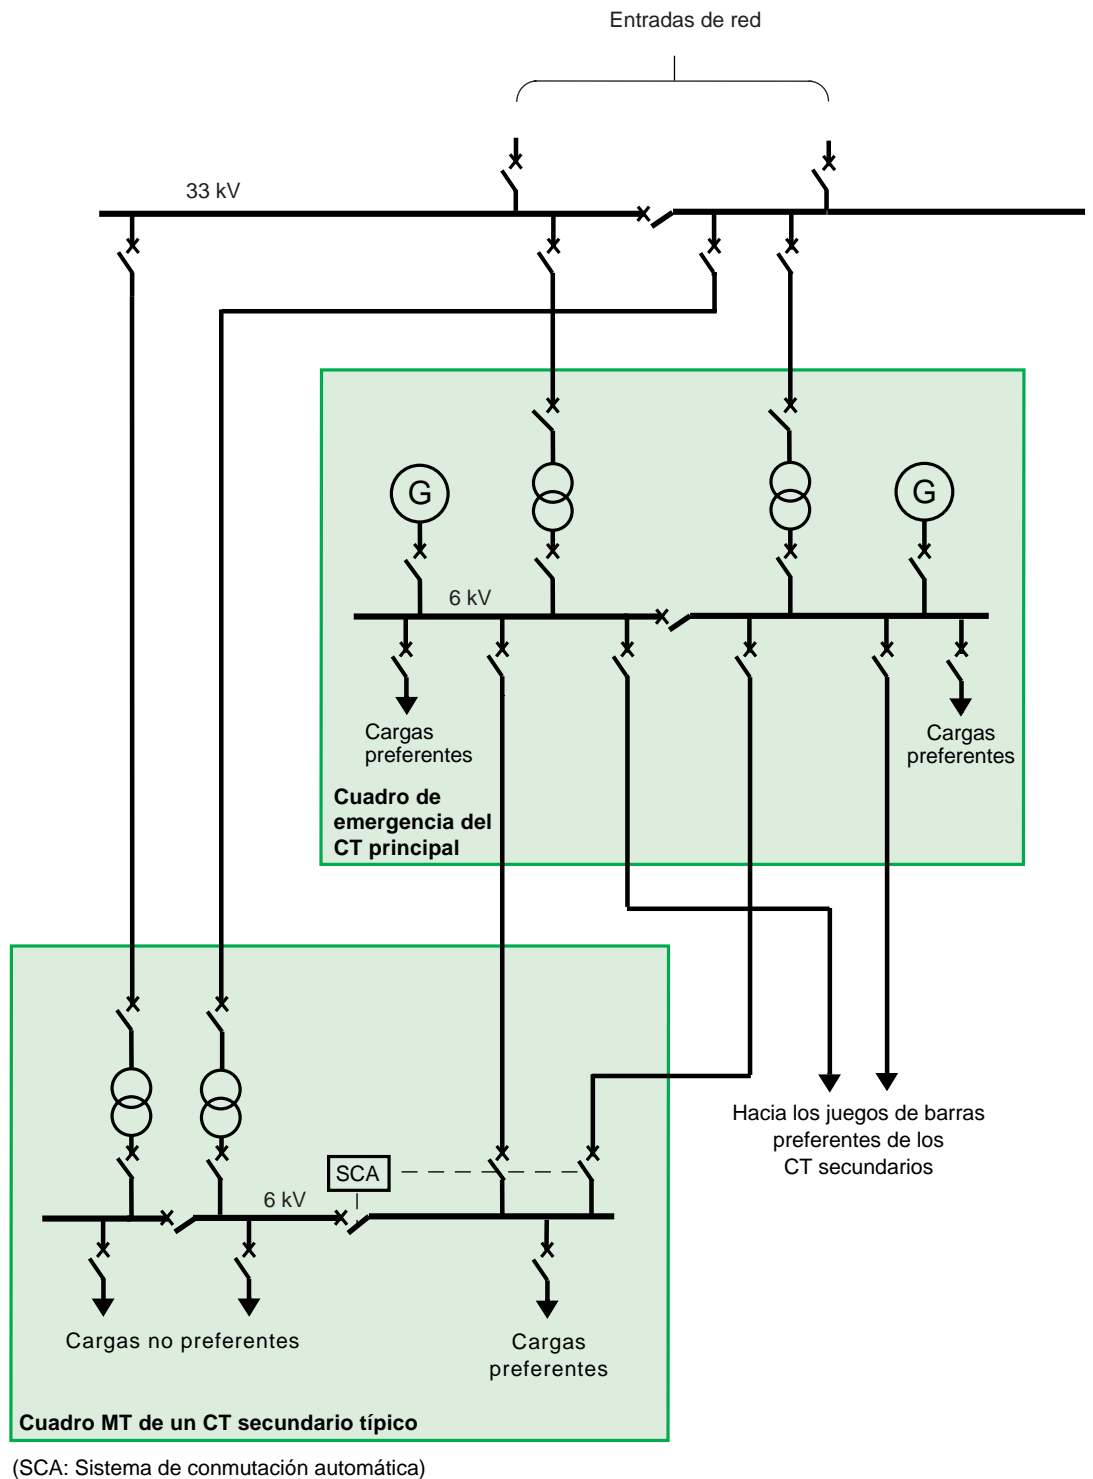 Entradas de red
33 kV
G
G
6 kV
Cargas
preferentes
Cargas
preferentes
Cuadro de
emergencia del
CT principal
Hacia los juegos de barras
preferentes de los
CT secundarios
SCA
6 kV
Cargas no preferentes
Cargas
preferentes
Cuadro MT de un CT secundario típico
(SCA: Sistema de conmutación automática)